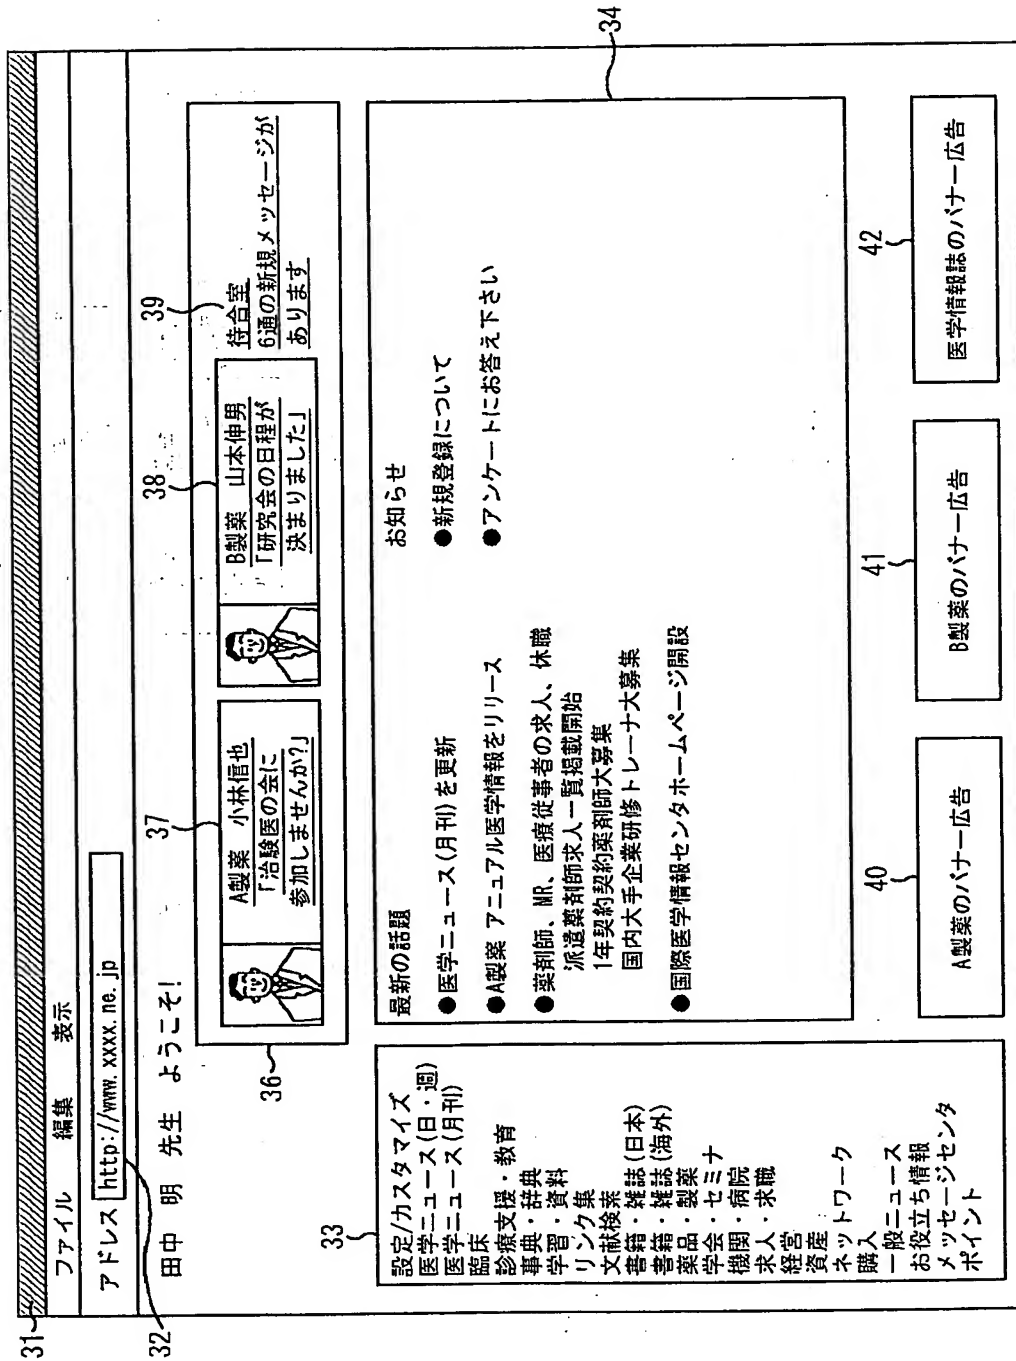 31
ファイル 編集 表示
アドレス http://www.xxxx.ne.jp
32
田中 明 先生 ようこそ!
36
37
A製薬 小林信也
「治験医の会に
参加しませんか?」
38
B製薬 山本伸男
「研究会の日程が
決まりました」
39
待合室
6通の新規メッセージが
あります
33
設定/カスタマイズ
医学ニュース(日・週)
医学ニュース(月刊)
臨床
診療支援・教育
事典・辞典
学習・資料
リンク集
文献検索
書籍・雑誌(日本)
書籍・雑誌(海外)
薬品・製薬
学会・セミナ
機関・病院
求人・求職
経営
資産
ネットワーク
購入
一般ニュース
お役立ち情報
メッセージセンタ
ポイント
34
最新の話題
●医学ニュース(月刊)を更新
●A製薬 アニュアル医学情報をリリース
●薬剤師、MR、医療従事者の求人、休職
派遣薬剤師求人一覧掲載開始
1年契約契約薬剤師大募集
国内大手企業研修トレーナ大募集
●国際医学情報センタホームページ開設
お知らせ
●新規登録について
●アンケートにお答え下さい
40
A製薬のバナー広告
41
B製薬のバナー広告
42
医学情報誌のバナー広告